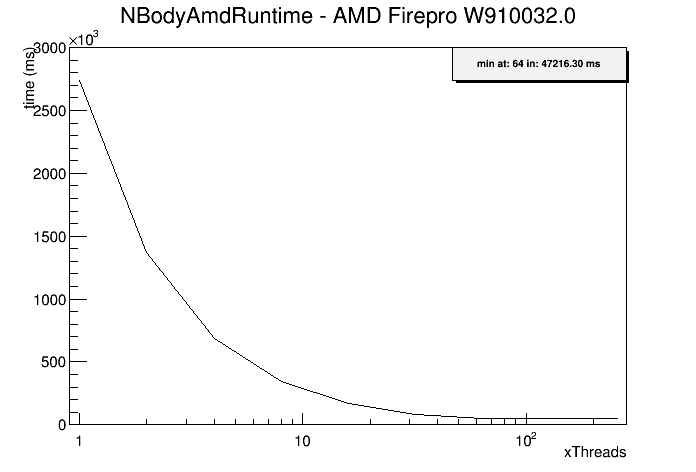 NBodyAmdRuntime - AMD Firepro W910032.0
×10³
time (ms)
min at: 64 in: 47216.30 ms
3000
2500
2000
1500
1000
500
0
1
10
10²
xThreads